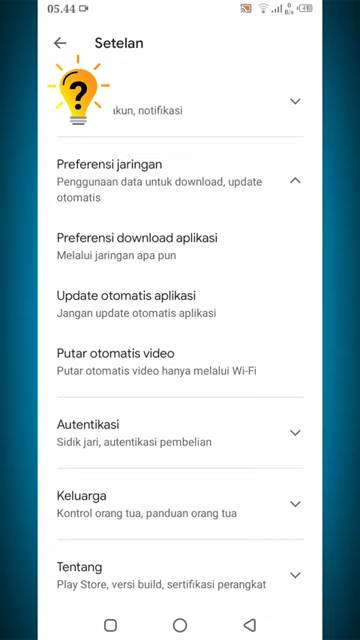 05.44
Setelan
akun, notifikasi
Preferensi jaringan
Penggunaan data untuk download, update
otomatis
Preferensi download aplikasi
Melalui jaringan apa pun
Update otomatis aplikasi
Jangan update otomatis aplikasi
Putar otomatis video
Putar otomatis video hanya melalui Wi-Fi
Autentikasi
Sidik jari, autentikasi pembelian
Keluarga
Kontrol orang tua, panduan orang tua
Tentang
Play Store, versi build, sertifikasi perangkat